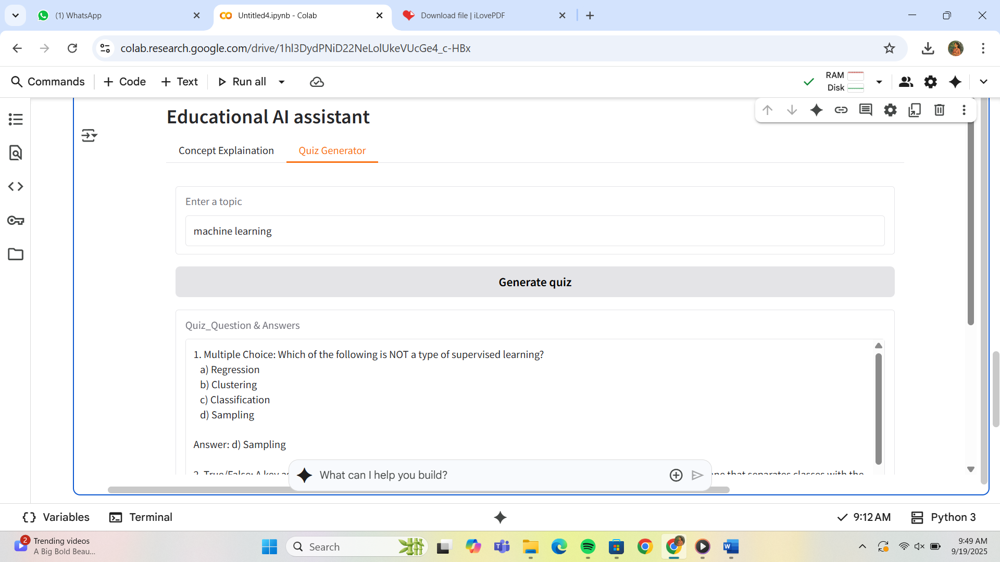 (1) WhatsApp
Untitled4.ipynb - Colab
Download file | iLovePDF
colab.research.google.com/drive/1hl3DydPNiD22NeLolUkeVUcGe4_c-HBx
Commands
+ Code
+ Text
Run all
RAM
Disk
Educational AI assistant
Concept Explaination
Quiz Generator
Enter a topic
machine learning
Generate quiz
Quiz_Question & Answers
1. Multiple Choice: Which of the following is NOT a type of supervised learning?
a) Regression
b) Clustering
c) Classification
d) Sampling
Answer: d) Sampling
2. True/False: A key
that separates classes with the
What can I help you build?
Variables
Terminal
9:12 AM
Python 3
2
Trending videos
A Big Bold Beau...
Search
9:49 AM
9/19/2025